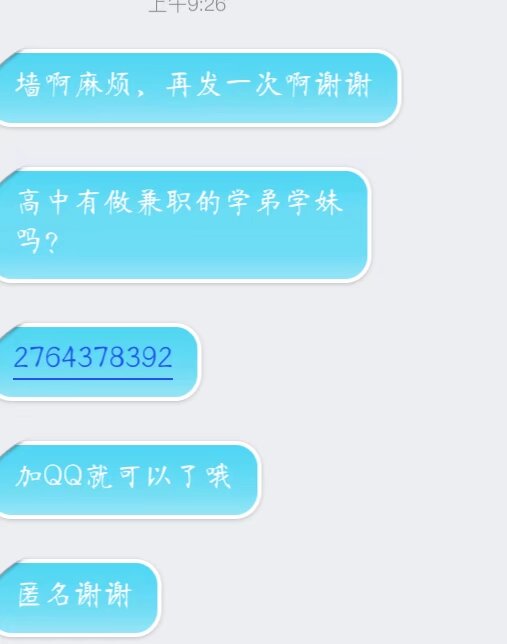 上午9:26
墙啊麻烦，再发一次啊谢谢
高中有做兼职的学弟学妹
吗？
2764378392
加QQ就可以了哦
匿名谢谢